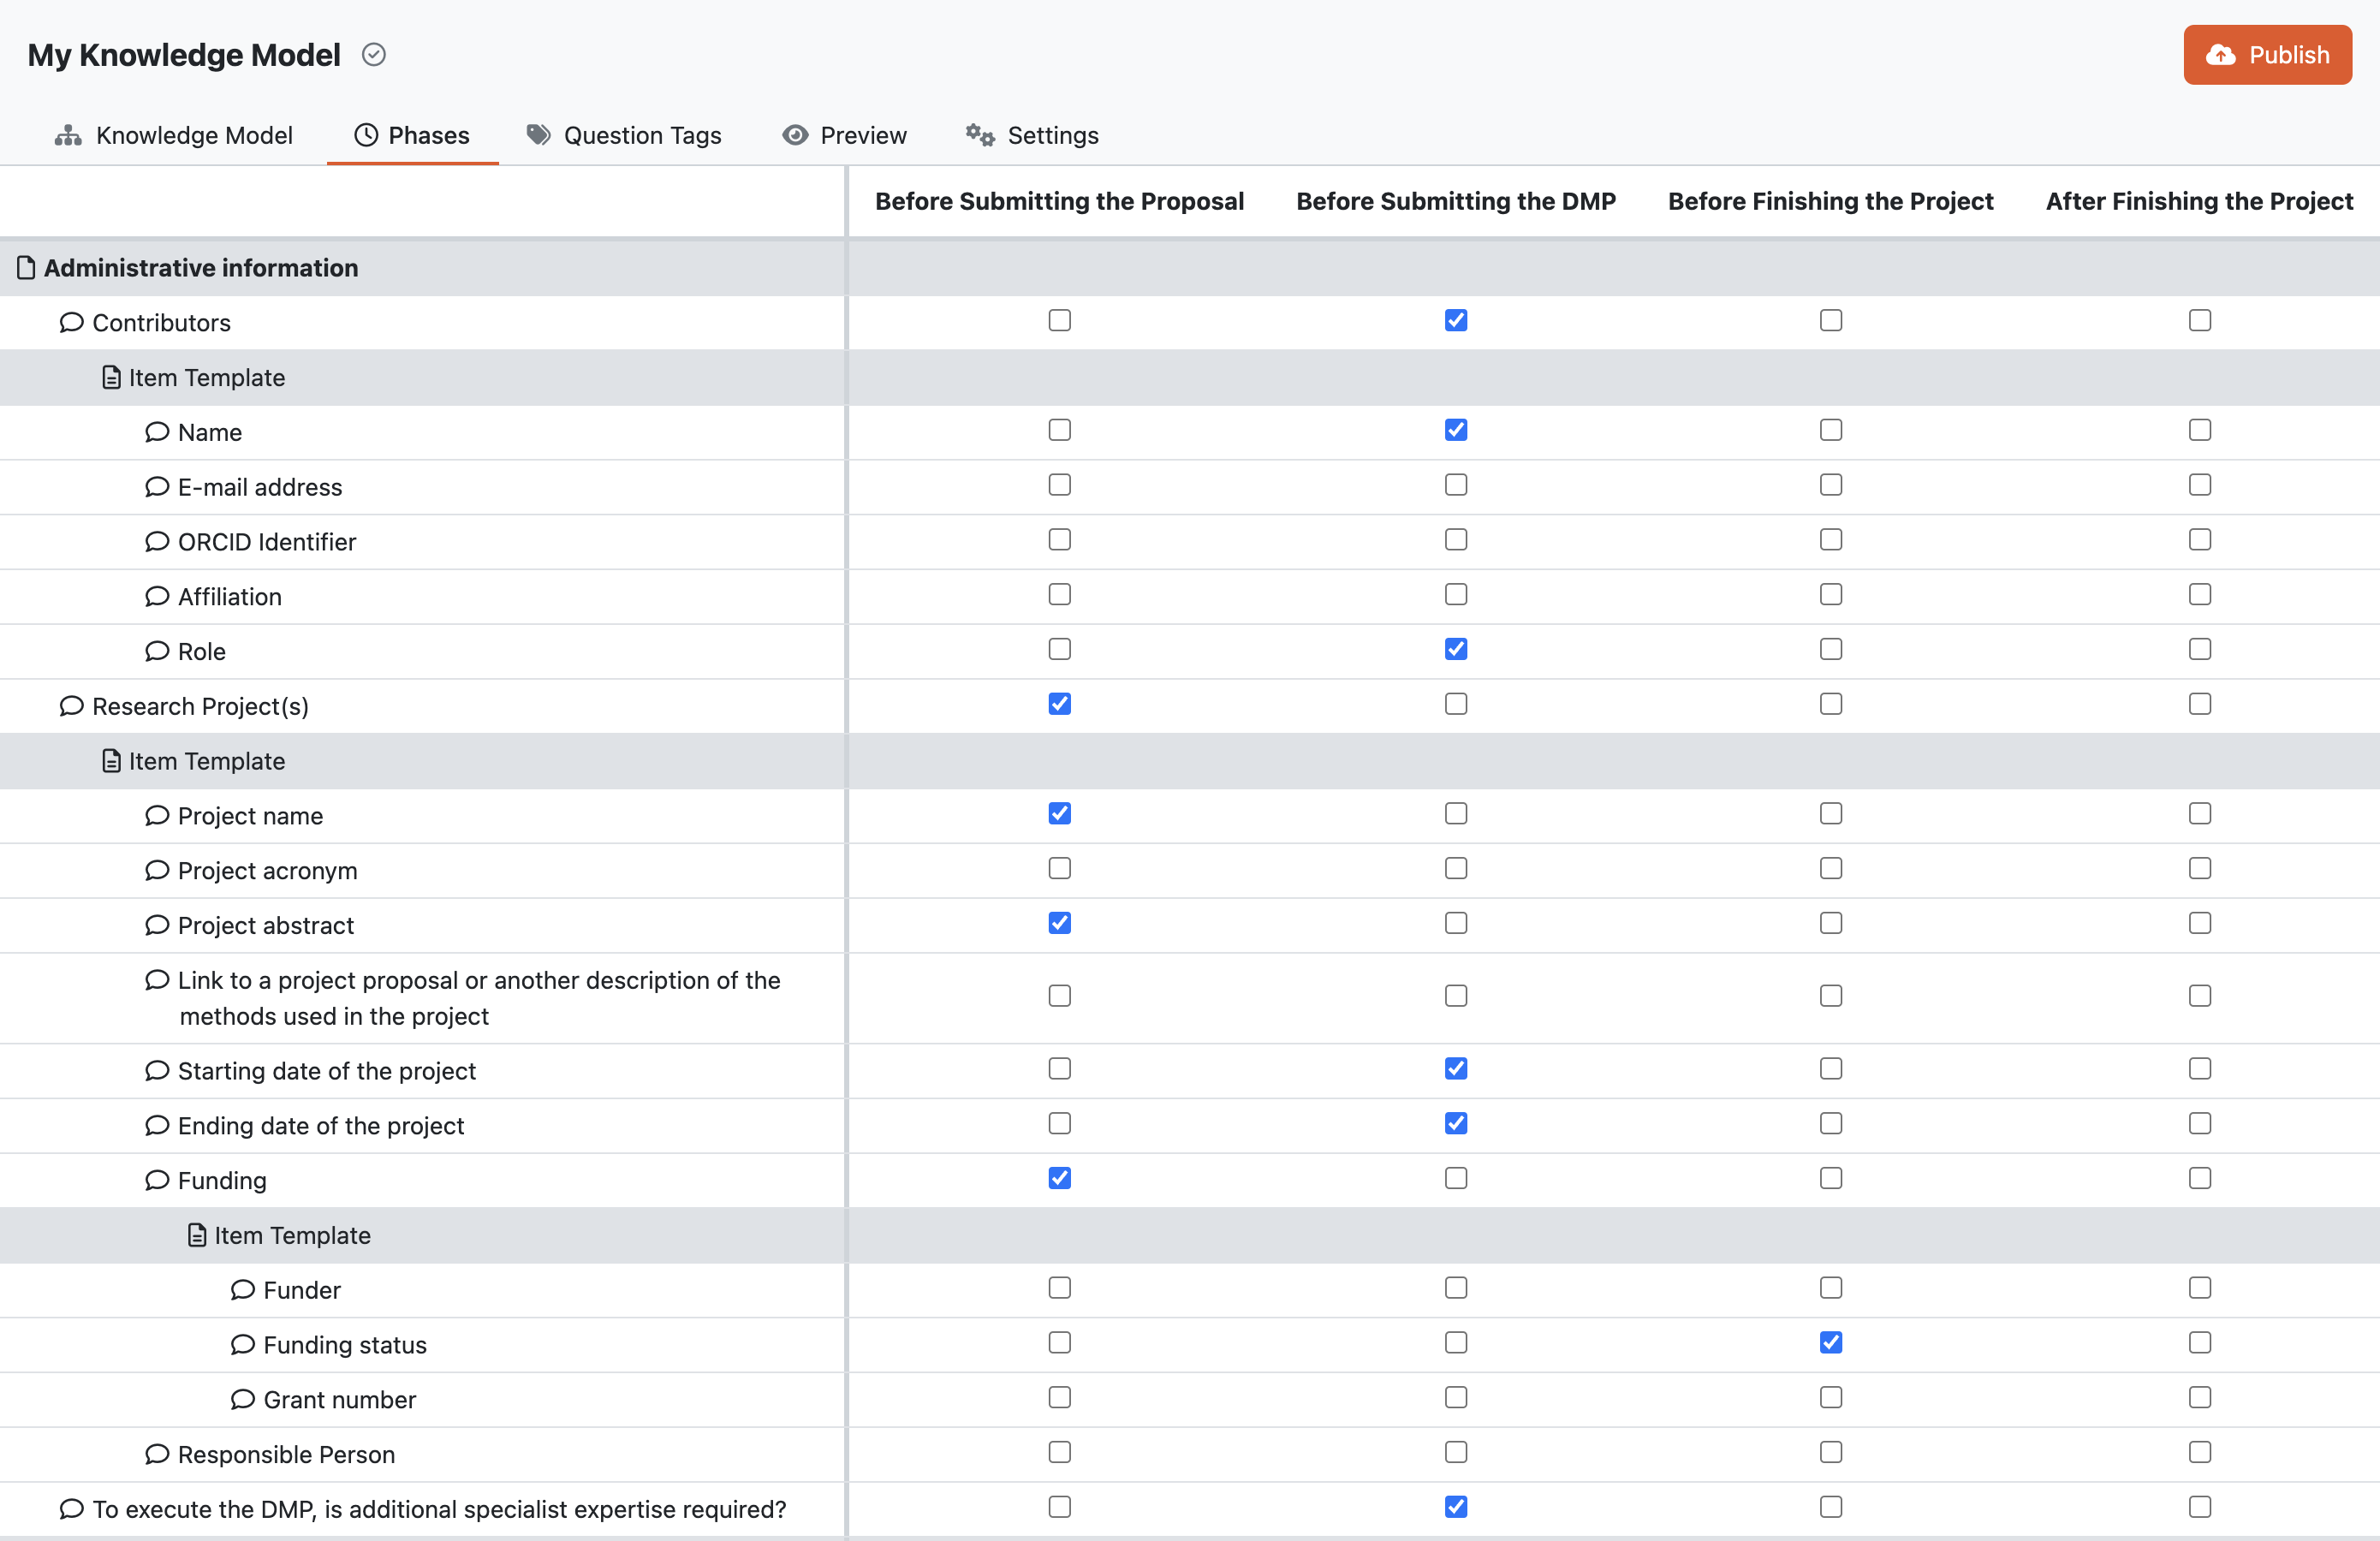 My Knowledge Model
Publish
Knowledge Model Phases Question Tags Preview Settings
Before Submitting the Proposal Before Submitting the DMP Before Finishing the Project After Finishing the Project
Administrative information
Contributors
Item Template
Name
E-mail address
ORCID Identifier
Affiliation
Role
Research Project(s)
Item Template
Project name
Project acronym
Project abstract
Link to a project proposal or another description of the
methods used in the project
Starting date of the project
Ending date of the project
Funding
Item Template
Funder
Funding status
Grant number
Responsible Person
To execute the DMP, is additional specialist expertise required?